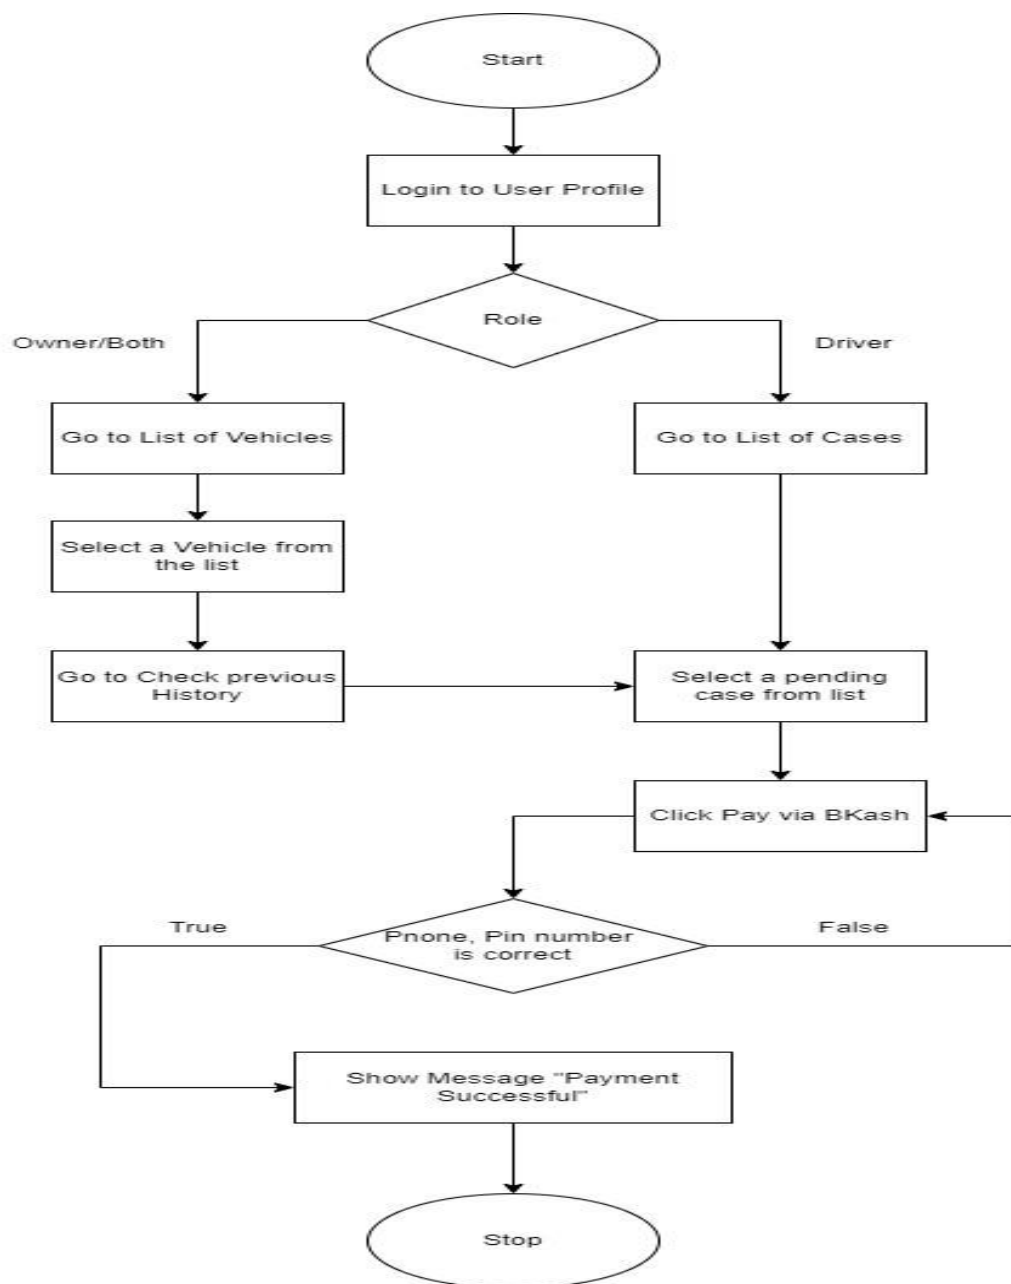 Start
Login to User Profile
Role
Owner/Both
Driver
Go to List of Vehicles
Go to List of Cases
Select a Vehicle from
the list
Go to Check previous
History
Select a pending
case from list
Click Pay via BKash
True
Pnone, Pin number
is correct
False
Show Message "Payment
Successful"
Stop